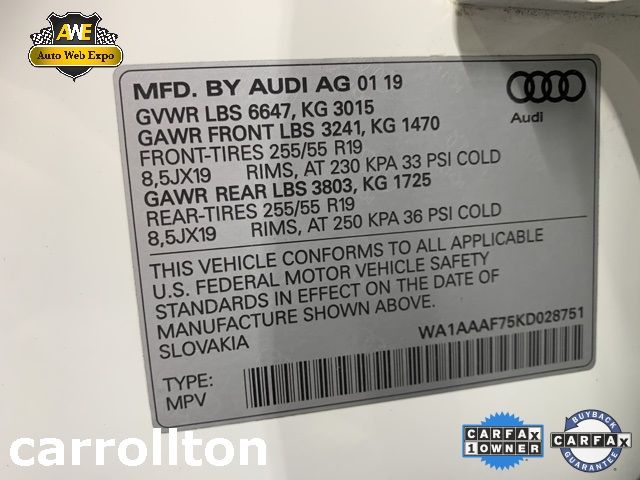 AWE
Auto Web Expo
MFD. BY AUDI AG 01 19
GVWR LBS 6647, KG 3015
GAWR FRONT LBS 3241, KG 1470
FRONT-TIRES 255/55 R19
8,5JX19 RIMS, AT 230 KPA 33 PSI COLD
GAWR REAR LBS 3803, KG 1725
REAR-TIRES 255/55 R19
8,5JX19 RIMS, AT 250 KPA 36 PSI COLD
Audi
THIS VEHICLE CONFORMS TO ALL APPLICABLE
U.S. FEDERAL MOTOR VEHICLE SAFETY
STANDARDS IN EFFECT ON THE DATE OF
MANUFACTURE SHOWN ABOVE.
SLOVAKIA
WA1AAAF75KD028751
TYPE:
MPV
carrollton
CARFAX
1 OWNER
BUYBACK
CARFAX
GUARANTEE